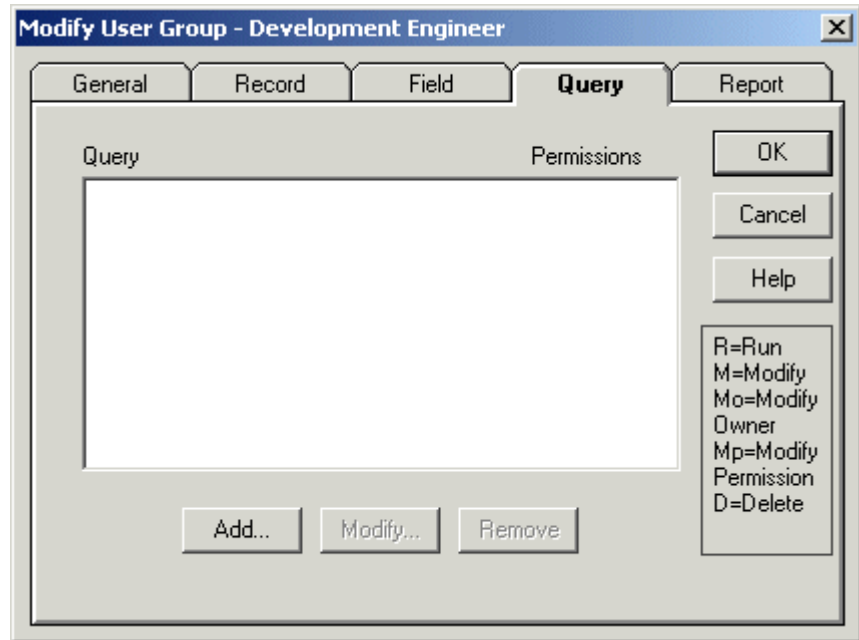 Modify User Group - Development Engineer
General Record Field Query Report
Query Permissions
OK
Cancel
Help
R=Run
M=Modify
Mo=Modify
Owner
Mp=Modify
Permission
D=Delete
Add... Modify... Remove